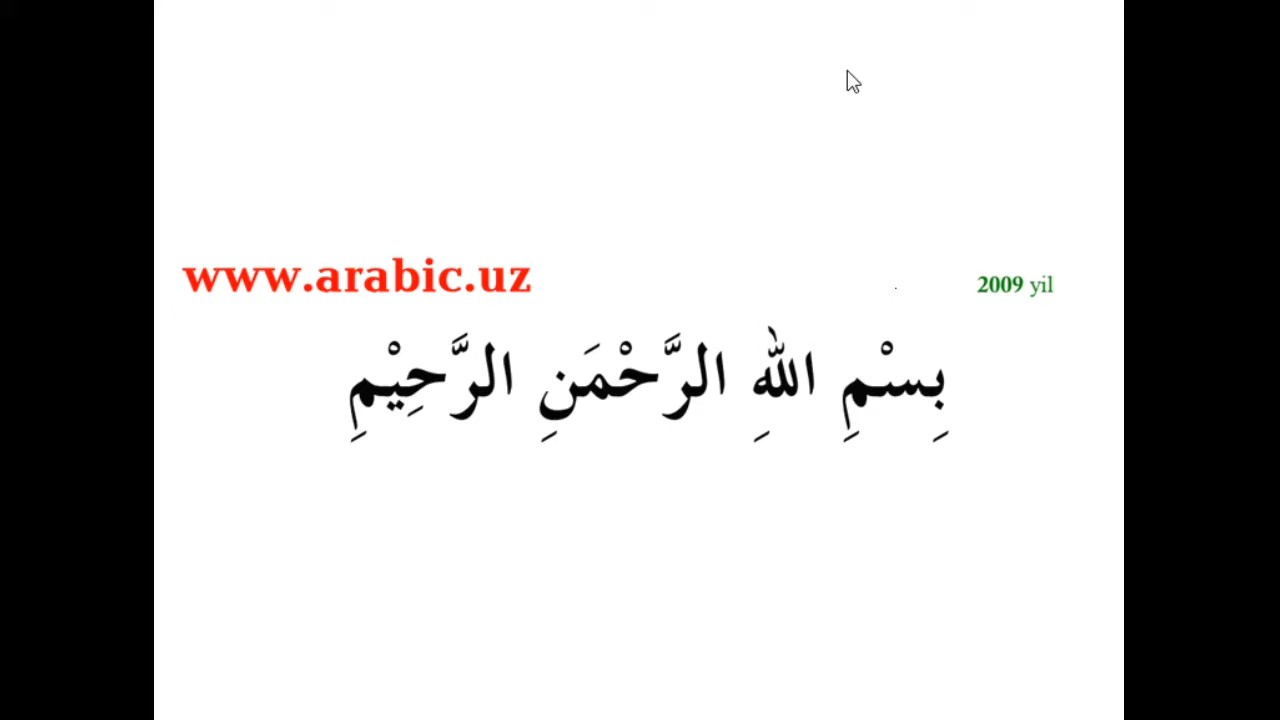 www.arabic.uz 2009 yil
بِسْمِ اللهِ الرَّحْمَنِ الرَّحِيْمِ